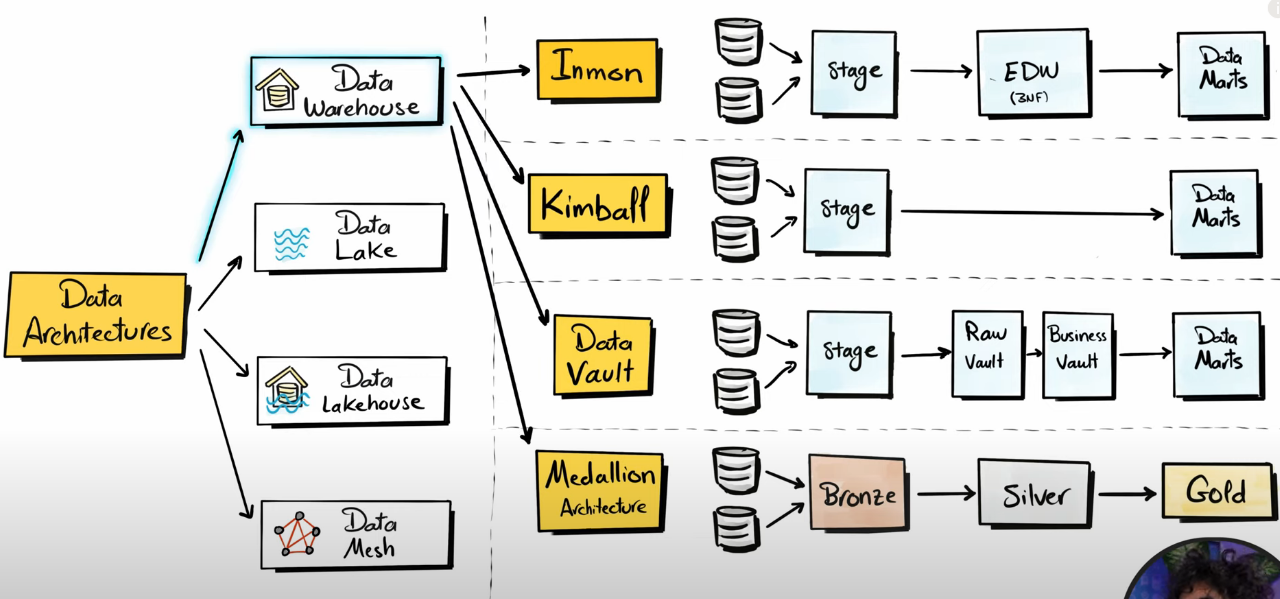 Data
Architectures
Data
Warehouse
Data
Lake
Data
Lakehouse
Data
Mesh
Inmon
Stage
EDW
(3NF)
Data
Marts
Kimball
Stage
Data
Marts
Data
Vault
Stage
Raw
Vault
Business
Vault
Data
Marts
Medallion
Architecture
Bronze
Silver
Gold